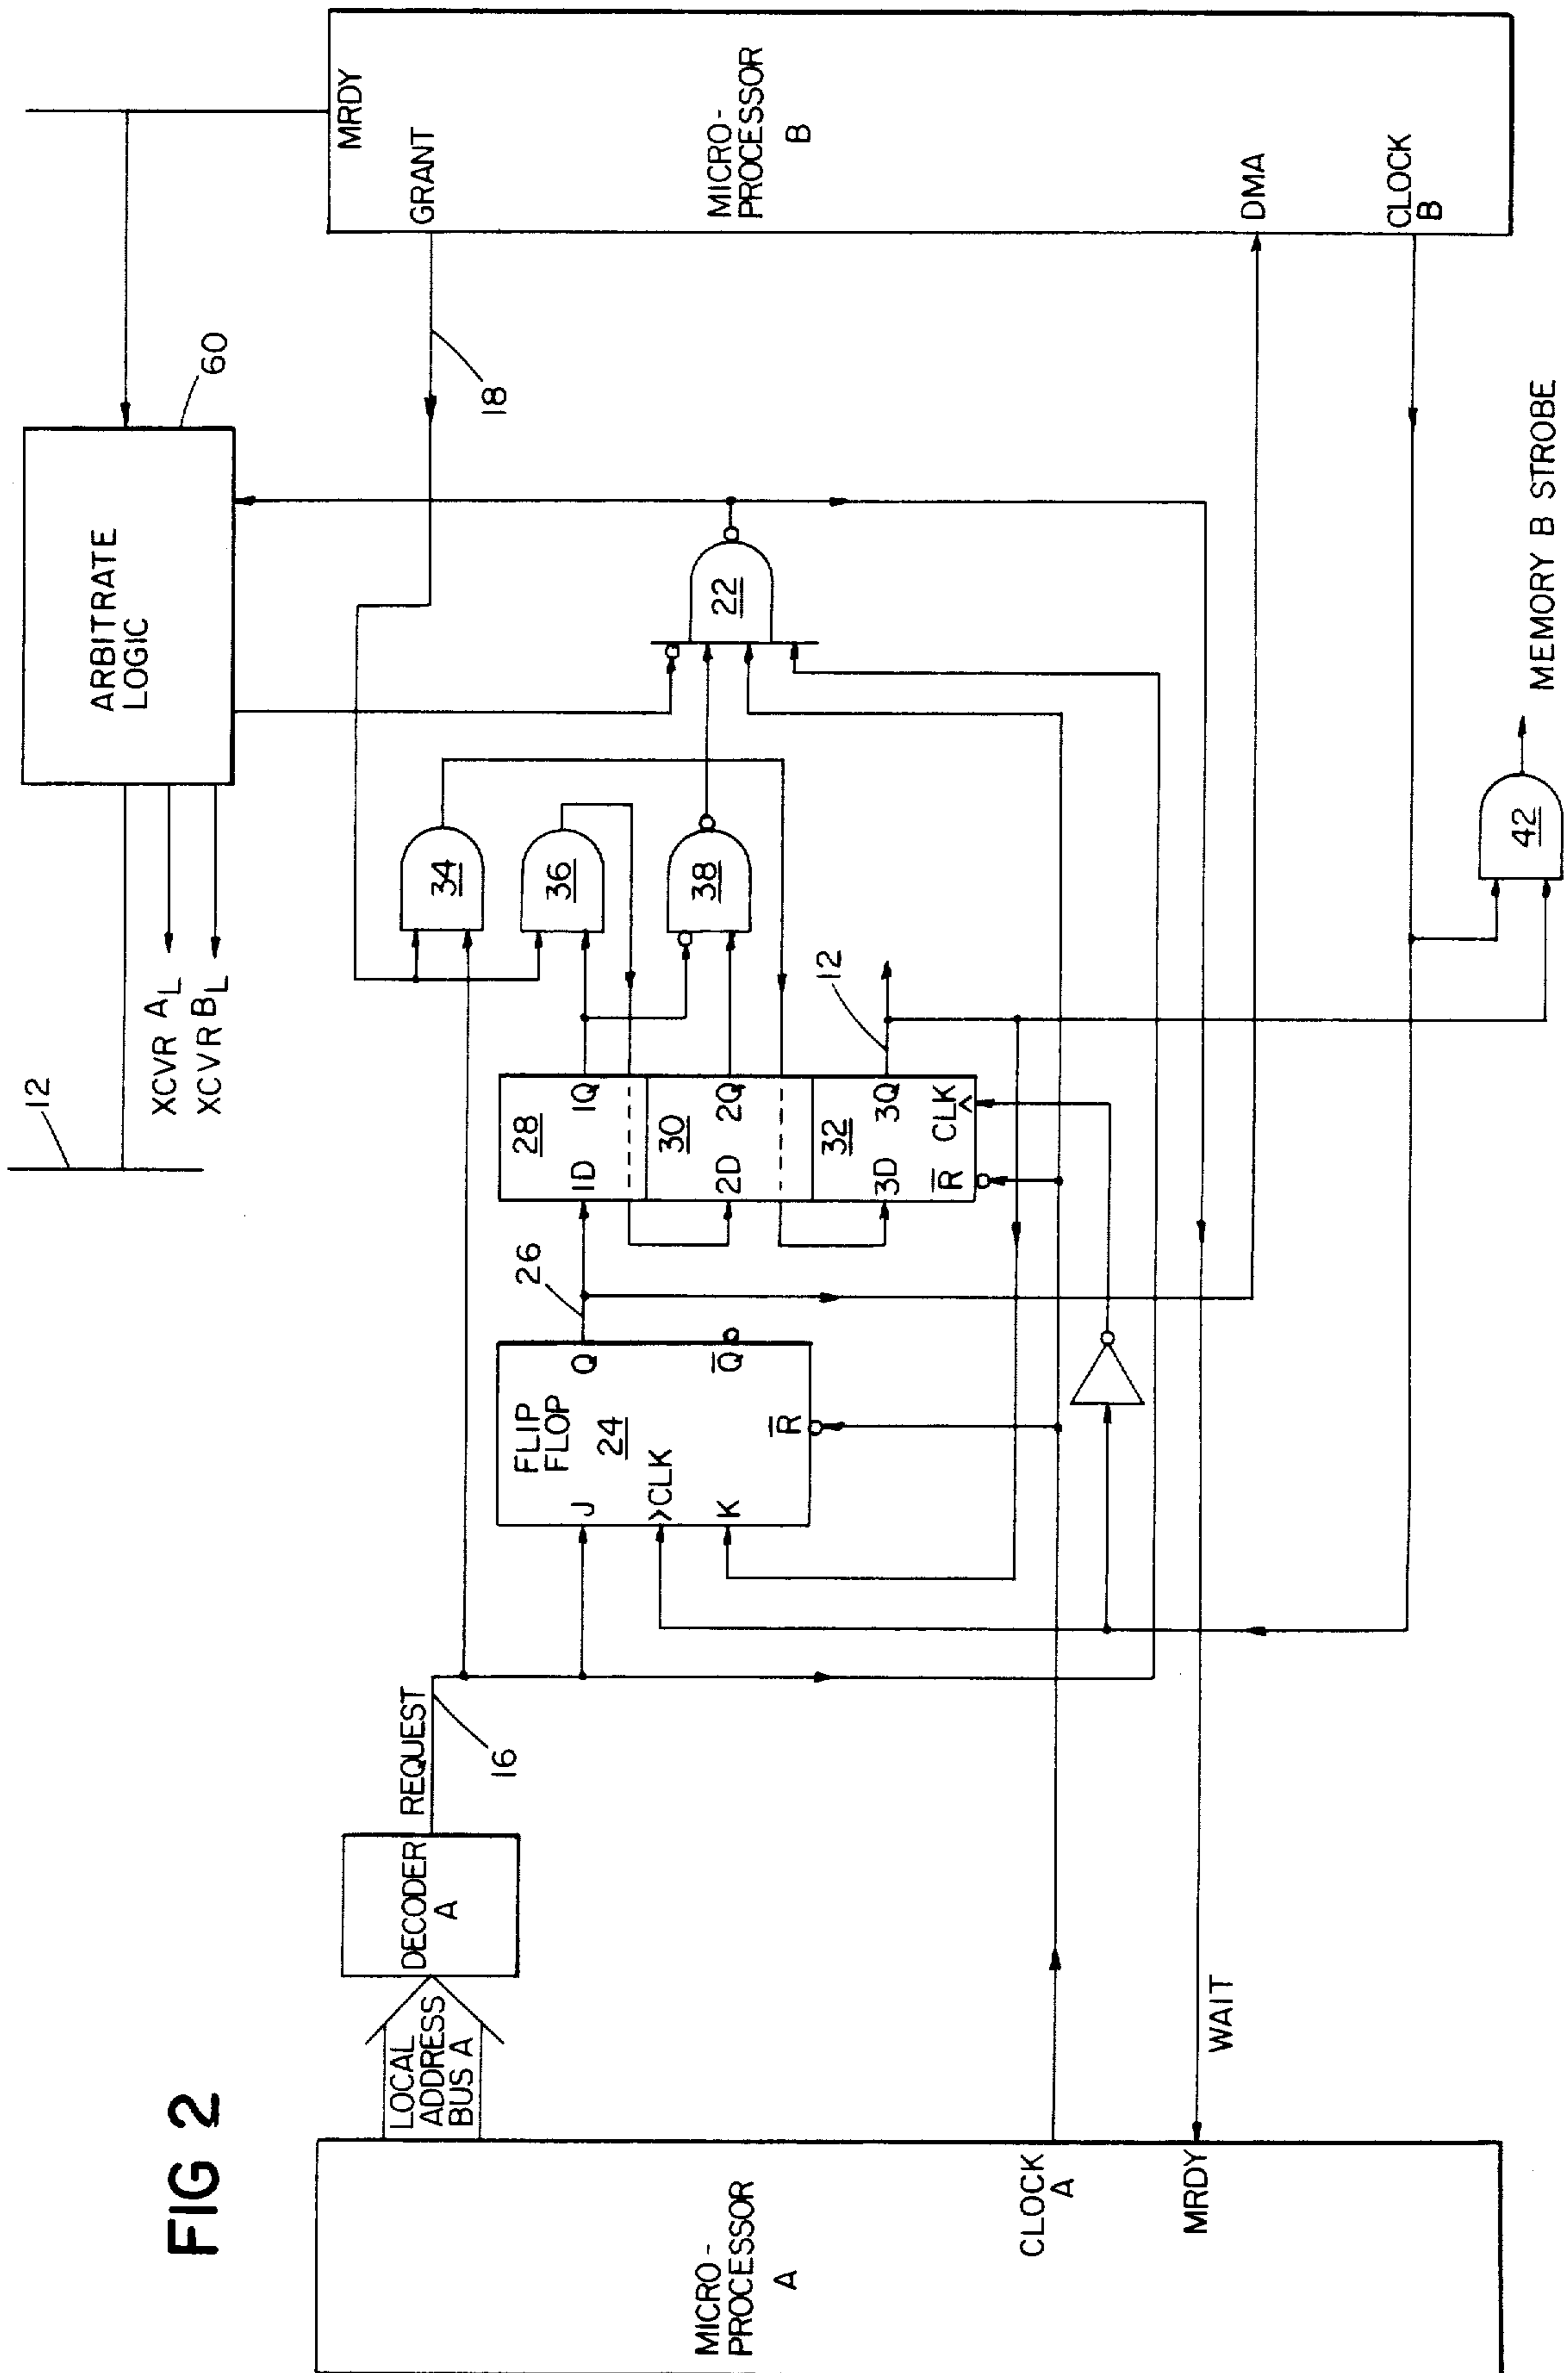 FIG 2
MICRO-
PROCESSOR
A
CLOCK
A
MRDY
LOCAL
ADDRESS
BUS A
DECODER
A
REQUEST
16
WAIT
FLIP
FLOP
24
J
>CLK
K
Q
Q̅
R̅
26
28
1D
1Q
30
2D
2Q
32
3D
3Q
R̅
CLK
12
34
36
38
22
12
XCVR AL
XCVR BL
ARBITRATE
LOGIC
60
18
42
MEMORY B STROBE
MRDY
GRANT
MICRO-
PROCESSOR
B
DMA
CLOCK
B